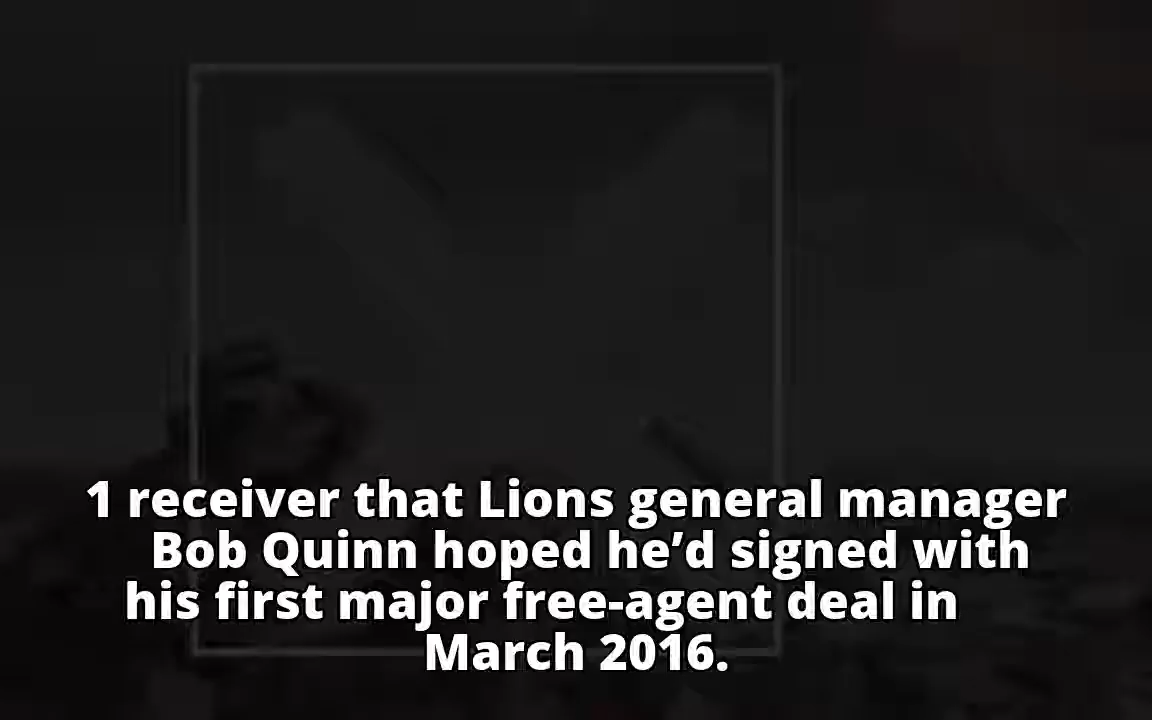 1 receiver that Lions general manager
Bob Quinn hoped he’d signed with
his first major free-agent deal in
March 2016.